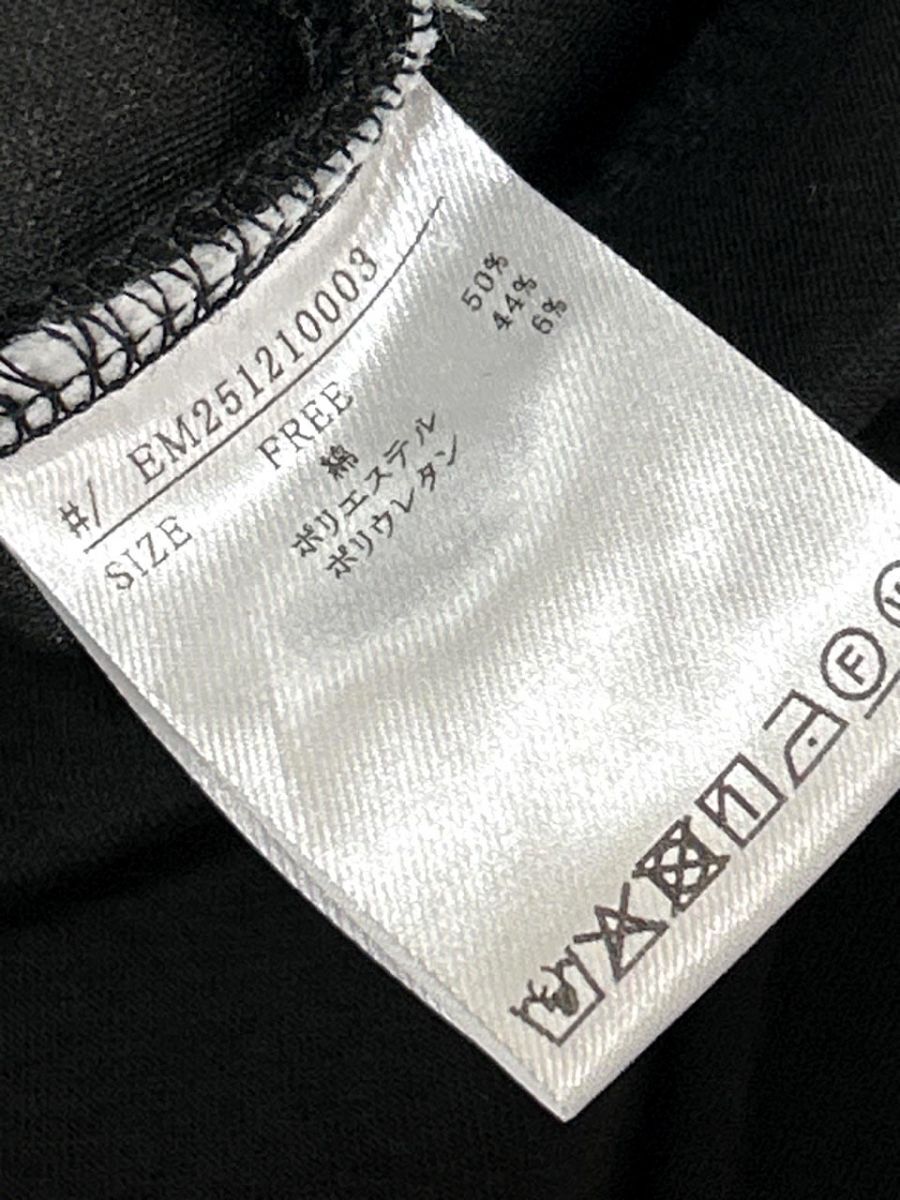 #/ EM251210003
SIZE FREE
綿 50%
ポリエステル 44%
ポリウレタン 6%
F